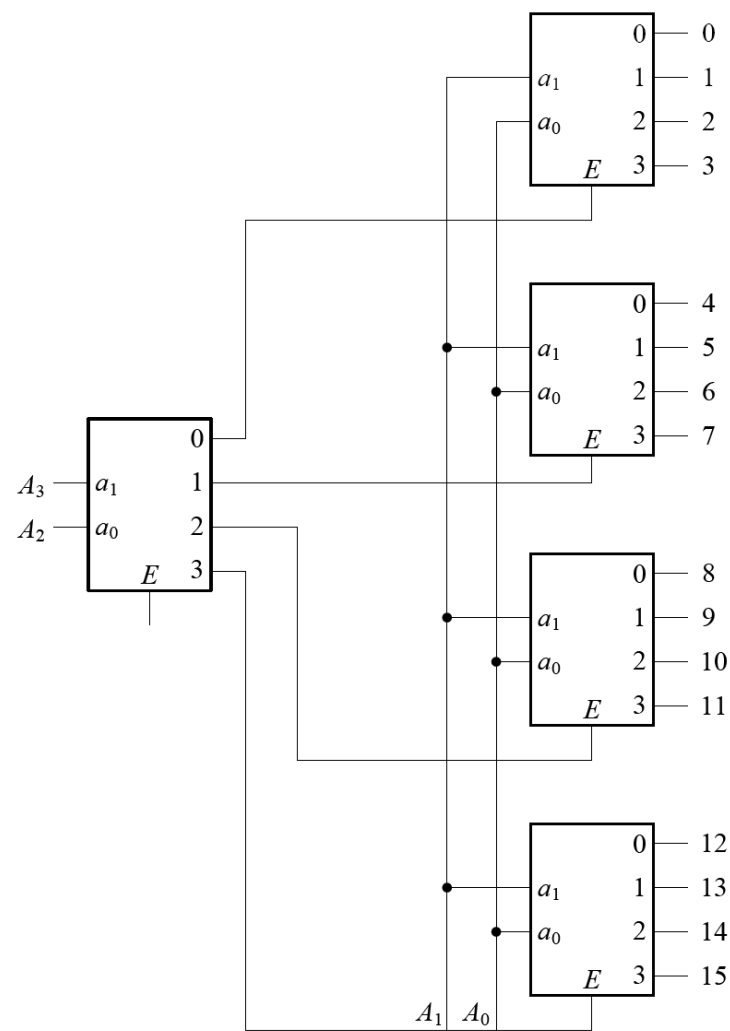 0 0
a₁ 1 1
a₀ 2 2
E 3 3
0 4
a₁ 1 5
a₀ 2 6
E 3 7
0
A₃ a₁ 1
A₂ a₀ 2
E 3
0 8
a₁ 1 9
a₀ 2 10
E 3 11
0 12
a₁ 1 13
a₀ 2 14
E 3 15
A₁ A₀